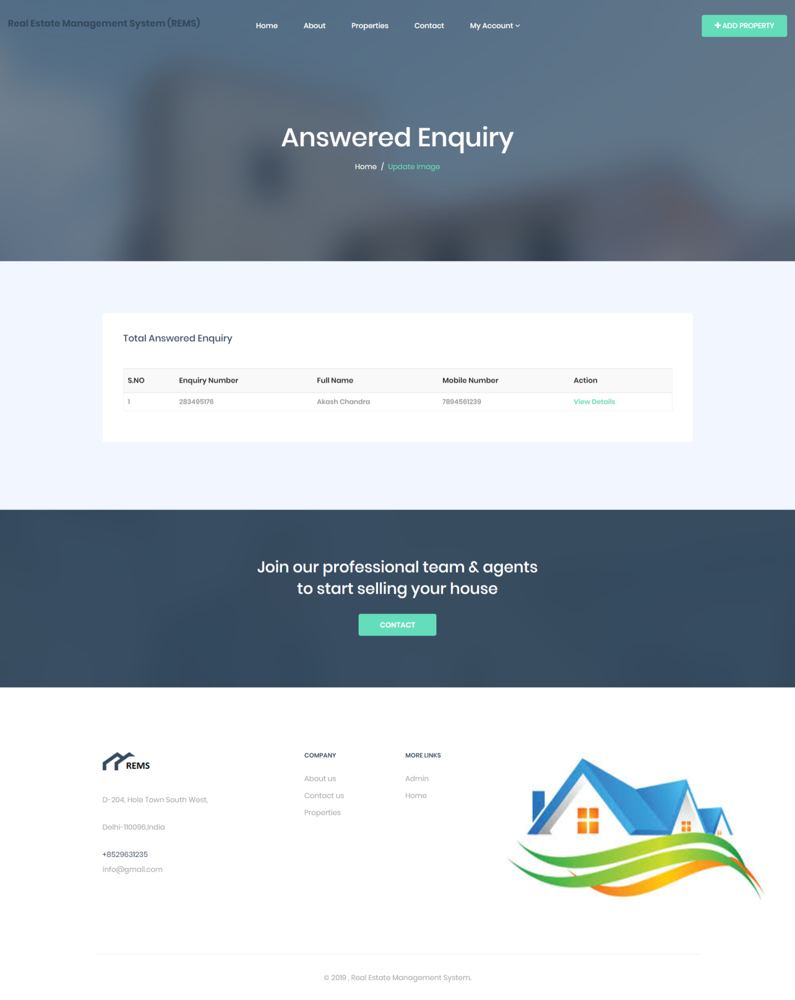 Real Estate Management System (REMS)
Home
About
Properties
Contact
My Account
ADD PROPERTY
Answered Enquiry
Home / Update Image
Total Answered Enquiry
S.NO Enquiry Number Full Name Mobile Number Action
1 283495176 Akash Chandra 7894561239 View Details
Join our professional team & agents
to start selling your house
CONTACT
REMS
D-204, Hole Town South West,
Delhi-110096,India
+8529631235
info@gmail.com
COMPANY
About us
Contact us
Properties
MORE LINKS
Admin
Home
© 2019 , Real Estate Management System.